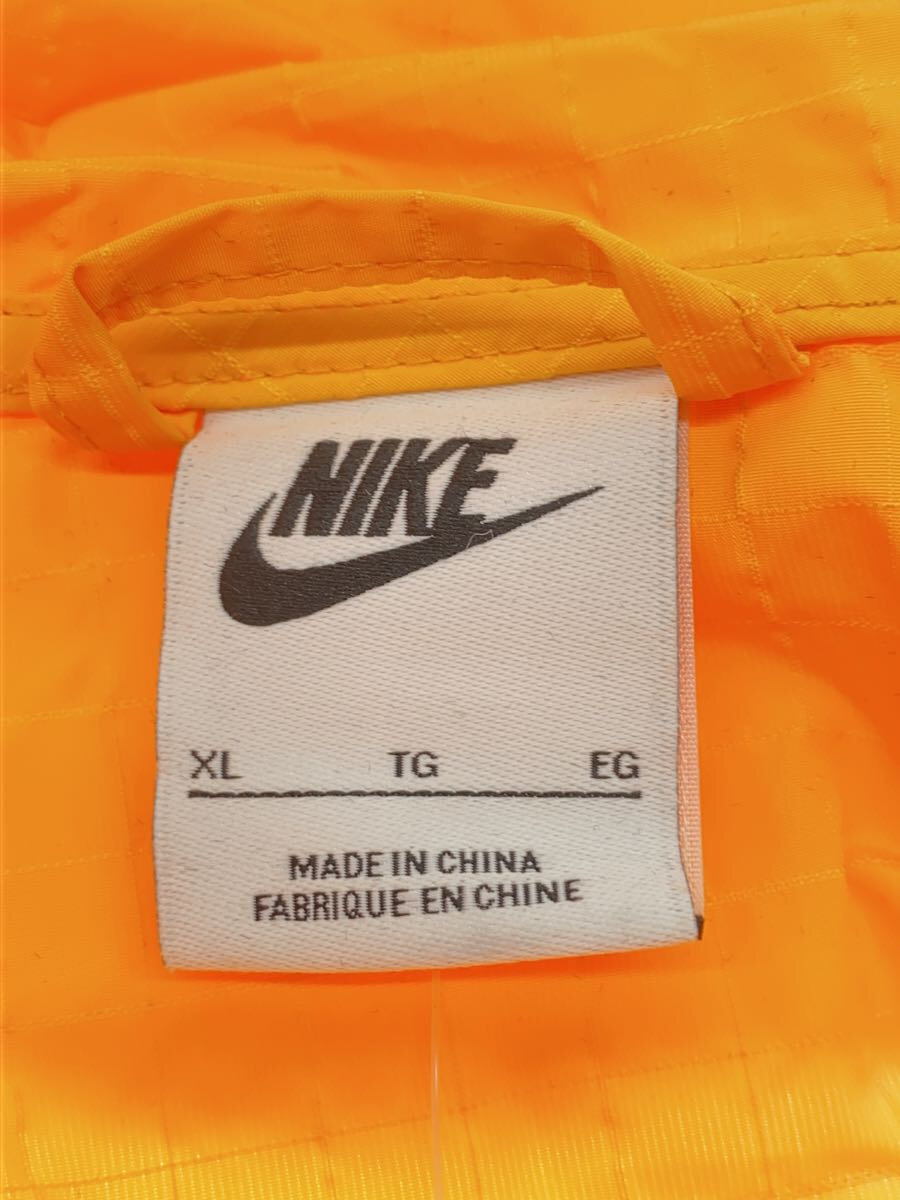 NIKE
XL TG EG
MADE IN CHINA
FABRIQUE EN CHINE